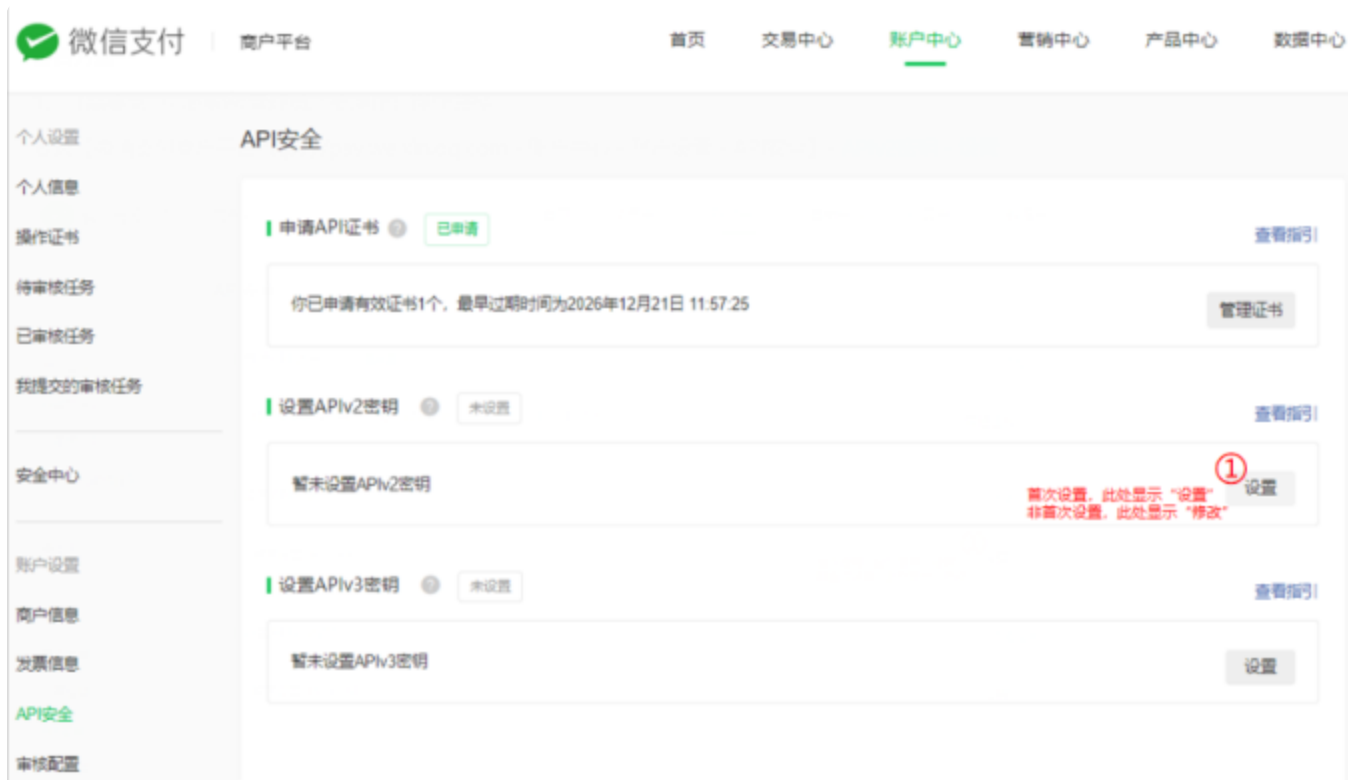 微信支付 商户平台 首页 交易中心 账户中心 营销中心 产品中心 数据中心
个人设置
个人信息
操作证书
待审核任务
已审核任务
我提交的审核任务
安全中心
账户设置
商户信息
发票信息
API安全
审核配置
API安全
申请API证书 ? 已申请 查看指引
你已申请有效证书1个，最早过期时间为2026年12月21日 11:57:25 管理证书
设置APIv2密钥 ? 未设置 查看指引
暂未设置APIv2密钥 ① 设置
首次设置，此处显示“设置”
非首次设置，此处显示“修改”
设置APIv3密钥 ? 未设置 查看指引
暂未设置APIv3密钥 设置